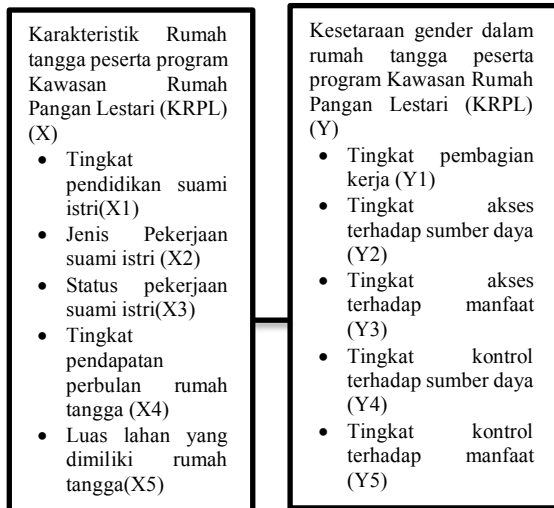 Karakteristik Rumah
tangga peserta program
Kawasan Rumah
Pangan Lestari (KRPL)
(X)
• Tingkat
pendidikan suami
istri(X1)
• Jenis Pekerjaan
suami istri (X2)
• Status pekerjaan
suami istri(X3)
• Tingkat
pendapatan
perbulan rumah
tangga (X4)
• Luas lahan yang
dimiliki rumah
tangga(X5)
Kesetaraan gender dalam
rumah tangga peserta
program Kawasan Rumah
Pangan Lestari (KRPL)
(Y)
• Tingkat pembagian
kerja (Y1)
• Tingkat akses
terhadap sumber daya
(Y2)
• Tingkat akses
terhadap manfaat
(Y3)
• Tingkat kontrol
terhadap sumber daya
(Y4)
• Tingkat kontrol
terhadap manfaat
(Y5)